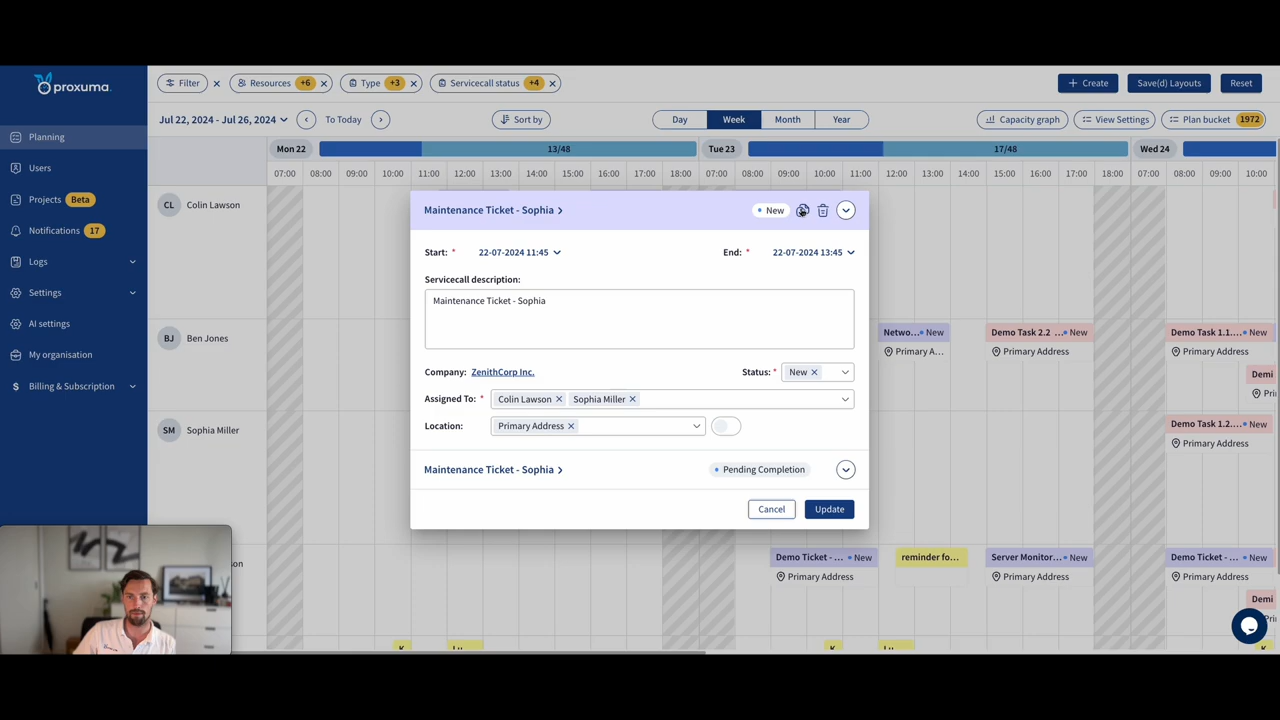 proxuma
Filter
Resources +6
Type +3
Servicecall status +4
Create
Save(d) Layouts
Reset
Jul 22, 2024 - Jul 26, 2024
To Today
Sort by
Day
Week
Month
Year
Capacity graph
View Settings
Plan bucket 1972
Planning
Users
Projects Beta
Notifications 17
Logs
Settings
AI settings
My organisation
Billing & Subscription
Mon 22
13/48
Tue 23
17/48
Wed 24
07:00 08:00 09:00 10:00 11:00 12:00 13:00 14:00 15:00 16:00 17:00 18:00 07:00 08:00 09:00 10:00 11:00 12:00 13:00 14:00 15:00 16:00 17:00 18:00 07:00 08:00 09:00 10:00
CL Colin Lawson
BJ Ben Jones
Netwo... New
Primary A...
Demo Task 2.2 ... New
Primary Address
Demo Task 1.1... New
Primary Address
Demi
Pri
SM Sophia Miller
Demo Task 1.2.... New
Primary Address
son
Demo Ticket - ... New
Primary Address
reminder fo...
Server Monitor... New
Primary Address
Demo Ticket - ... New
Primary Address
Demi
Maintenance Ticket - Sophia
New
Start: * 22-07-2024 11:45
End: * 22-07-2024 13:45
Servicecall description:
Maintenance Ticket - Sophia
Company: ZenithCorp Inc.
Status: * New
Assigned To: * Colin Lawson Sophia Miller
Location: Primary Address
Maintenance Ticket - Sophia
Pending Completion
Cancel
Update